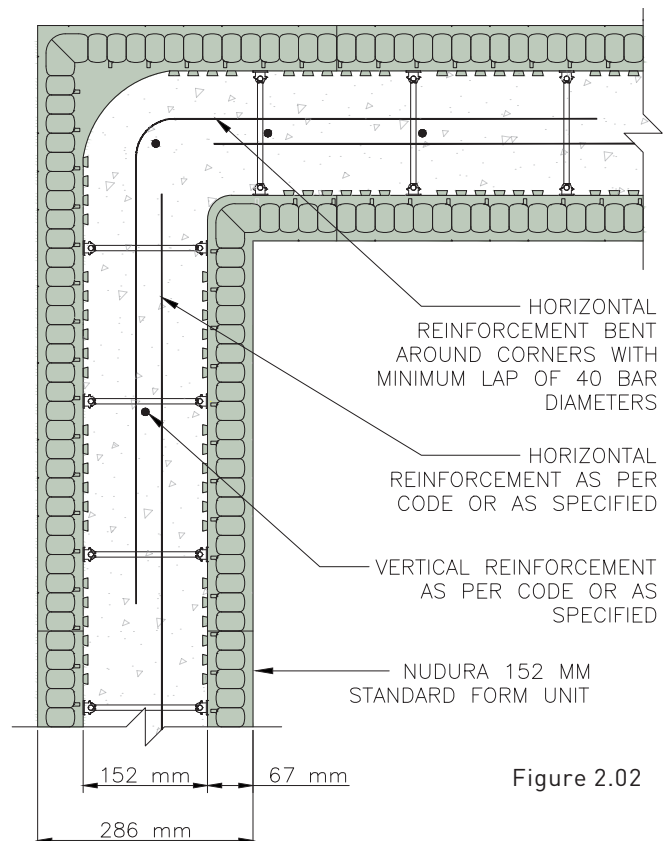 HORIZONTAL
REINFORCEMENT BENT
AROUND CORNERS WITH
MINIMUM LAP OF 40 BAR
DIAMETERS
HORIZONTAL
REINFORCEMENT AS PER
CODE OR AS SPECIFIED
VERTICAL REINFORCEMENT
AS PER CODE OR AS
SPECIFIED
NUDURA 152 MM
STANDARD FORM UNIT
152 mm
67 mm
286 mm
Figure 2.02